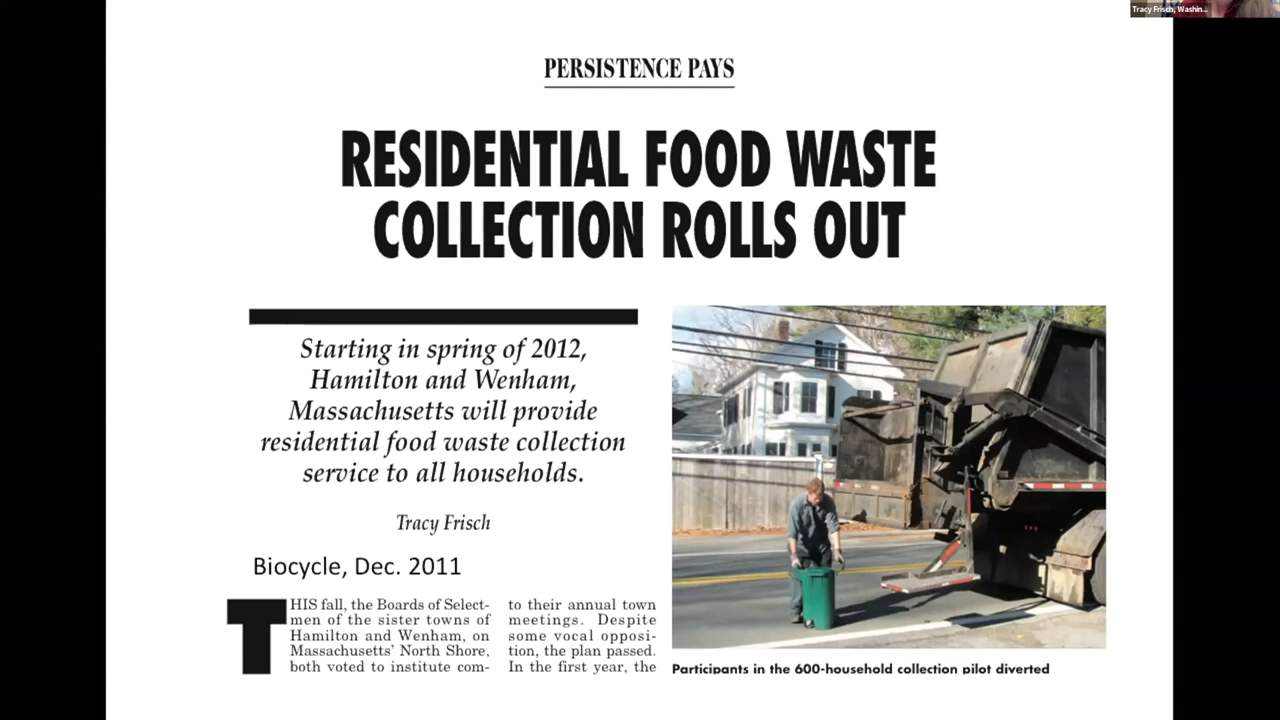 Tracy Frisch, Washin...
PERSISTENCE PAYS
RESIDENTIAL FOOD WASTE
COLLECTION ROLLS OUT
Starting in spring of 2012,
Hamilton and Wenham,
Massachusetts will provide
residential food waste collection
service to all households.
Tracy Frisch
Biocycle, Dec. 2011
THIS fall, the Boards of Select-
men of the sister towns of
Hamilton and Wenham, on
Massachusetts' North Shore,
both voted to institute com-
to their annual town
meetings. Despite
some vocal opposi-
tion, the plan passed.
In the first year, the
Participants in the 600-household collection pilot diverted